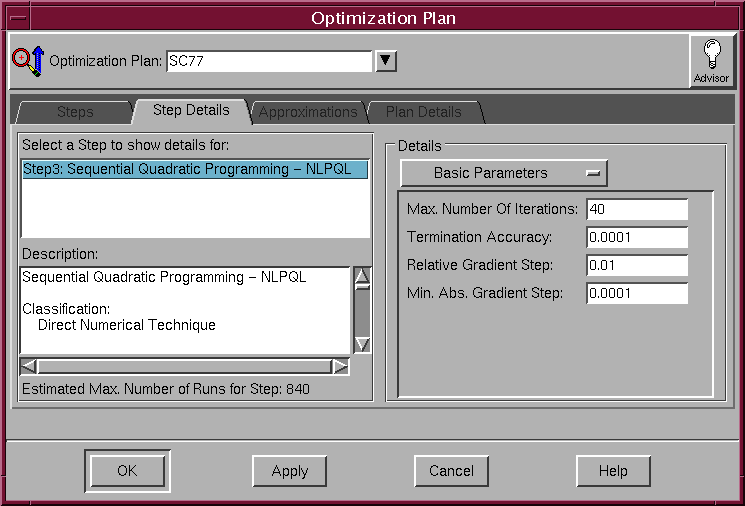 Optimization Plan
Optimization Plan: SC77
Advisor
Steps
Step Details
Approximations
Plan Details
Select a Step to show details for:
Step3: Sequential Quadratic Programming – NLPQL
Description:
Sequential Quadratic Programming – NLPQL
Classification:
Direct Numerical Technique
Estimated Max. Number of Runs for Step: 840
Details
Basic Parameters
Max. Number Of Iterations: 40
Termination Accuracy: 0.0001
Relative Gradient Step: 0.01
Min. Abs. Gradient Step: 0.0001
OK
Apply
Cancel
Help